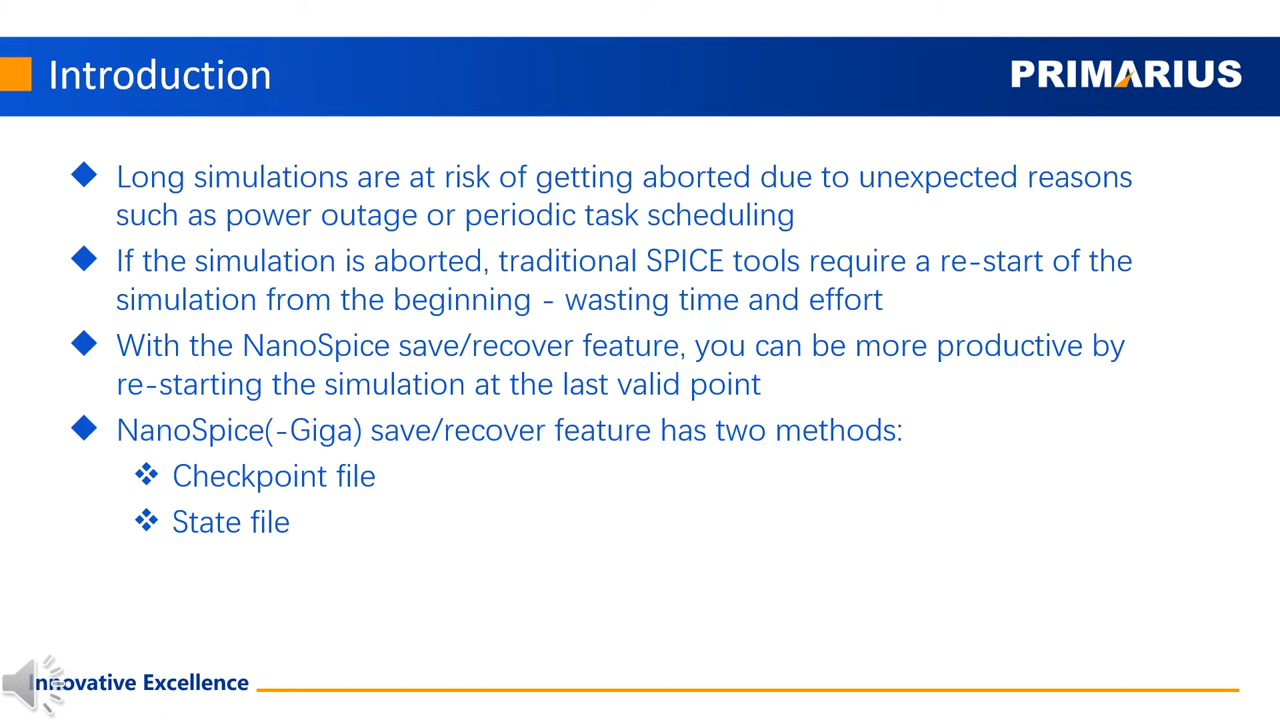 Introduction
PRIMARIUS
Long simulations are at risk of getting aborted due to unexpected reasons
such as power outage or periodic task scheduling
If the simulation is aborted, traditional SPICE tools require a re-start of the
simulation from the beginning - wasting time and effort
With the NanoSpice save/recover feature, you can be more productive by
re-starting the simulation at the last valid point
NanoSpice(-Giga) save/recover feature has two methods:
Checkpoint file
State file
Innovative Excellence